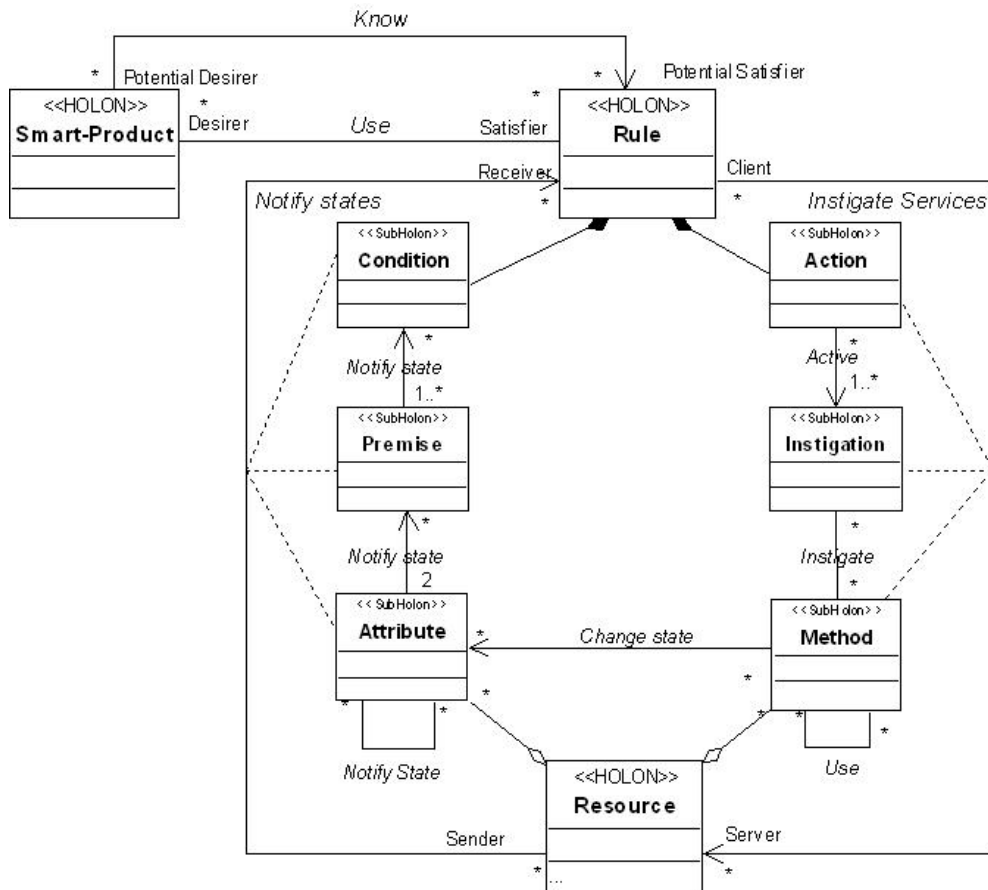 Know
*
*
Potential Desirer
Potential Satisfier
<<HOLON>>
Smart-Product
*
Desirer
Use
*
Satisfier
<<HOLON>>
Rule
Receiver
*
Client
*
Notify states
Instigate Services
<<SubHolon>>
Condition
<<SubHolon>>
Action
*
Notify state
1..*
*
Active
1..*
<<SubHolon>>
Premise
<<SubHolon>>
Instigation
*
Notify state
2
*
Instigate
*
<<SubHolon>>
Attribute
<<SubHolon>>
Method
*
Change state
*
*
*
*
Notify State
*
*
*
Use
<<HOLON>>
Resource
...
Sender
*
Server
*